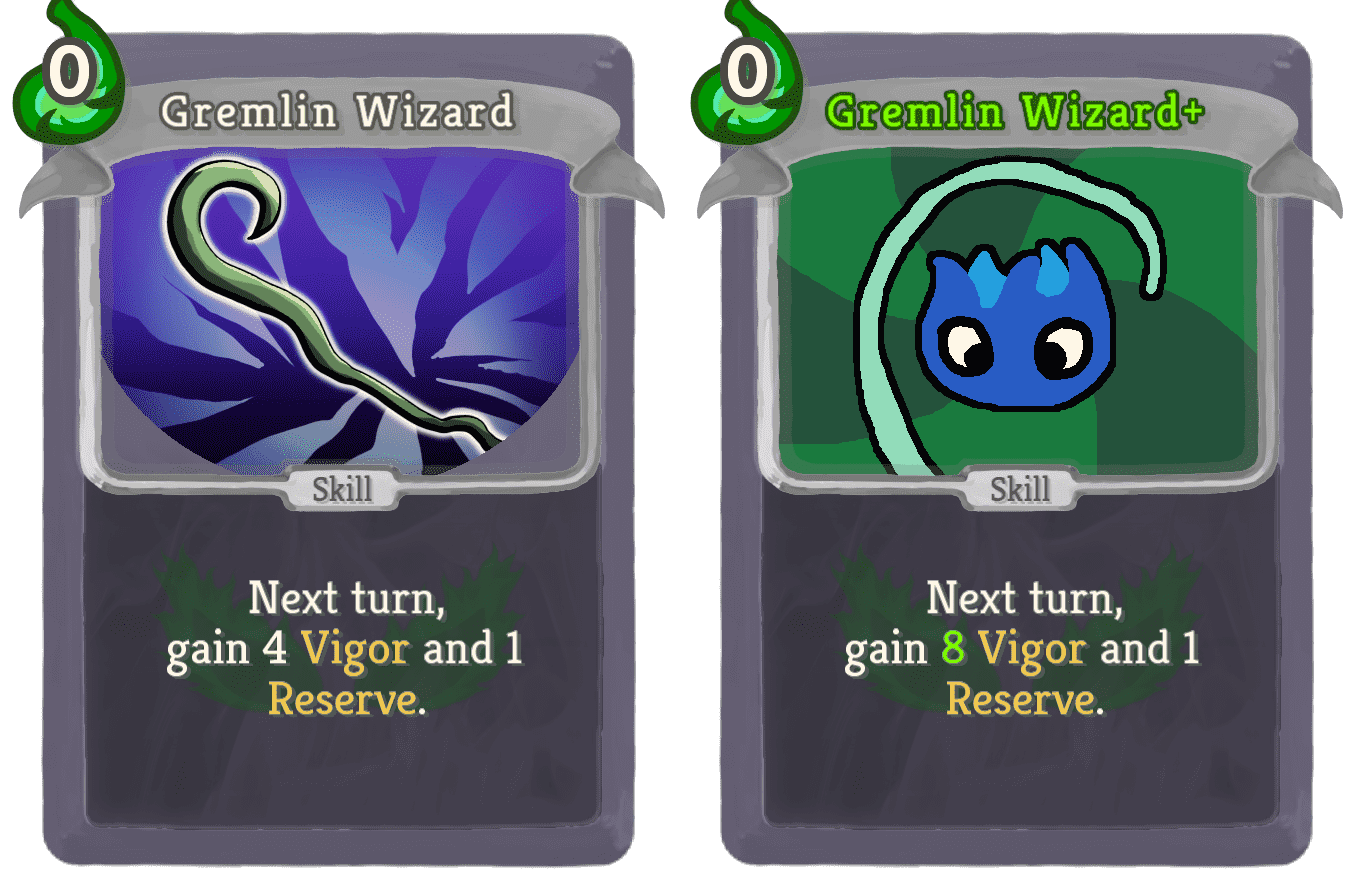 0
Gremlin Wizard
Skill
Next turn,
gain 4 Vigor and 1
Reserve.
0
Gremlin Wizard+
Skill
Next turn,
gain 8 Vigor and 1
Reserve.